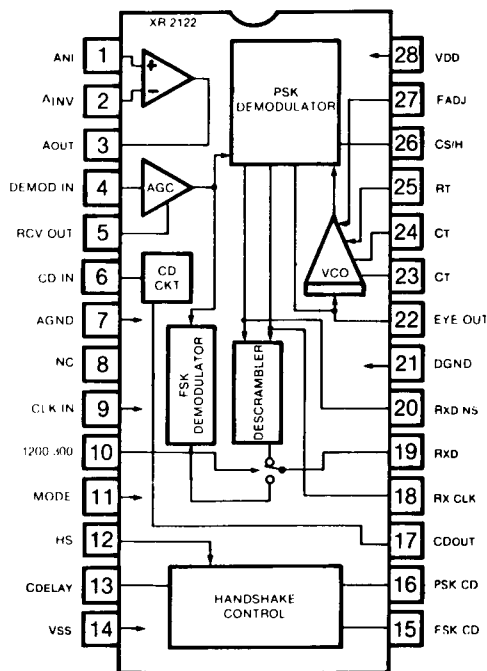 XR 2122
ANI 1
AINV 2
AOUT 3
DEMOD IN 4
RCV OUT 5
CD IN 6
AGND 7
NC 8
CLK IN 9
1200·300 10
MODE 11
HS 12
CDELAY 13
VSS 14
+
−
AGC
CD
CKT
FSK
DEMODULATOR
PSK
DEMODULATOR
VCO
DESCRAMBLER
HANDSHAKE
CONTROL
28 VDD
27 FADJ
26 CS/H
25 RT
24 CT
23 CT
22 EYE OUT
21 DGND
20 RXD NS
19 RXD
18 RX CLK
17 CDOUT
16 PSK CD
15 FSK CD